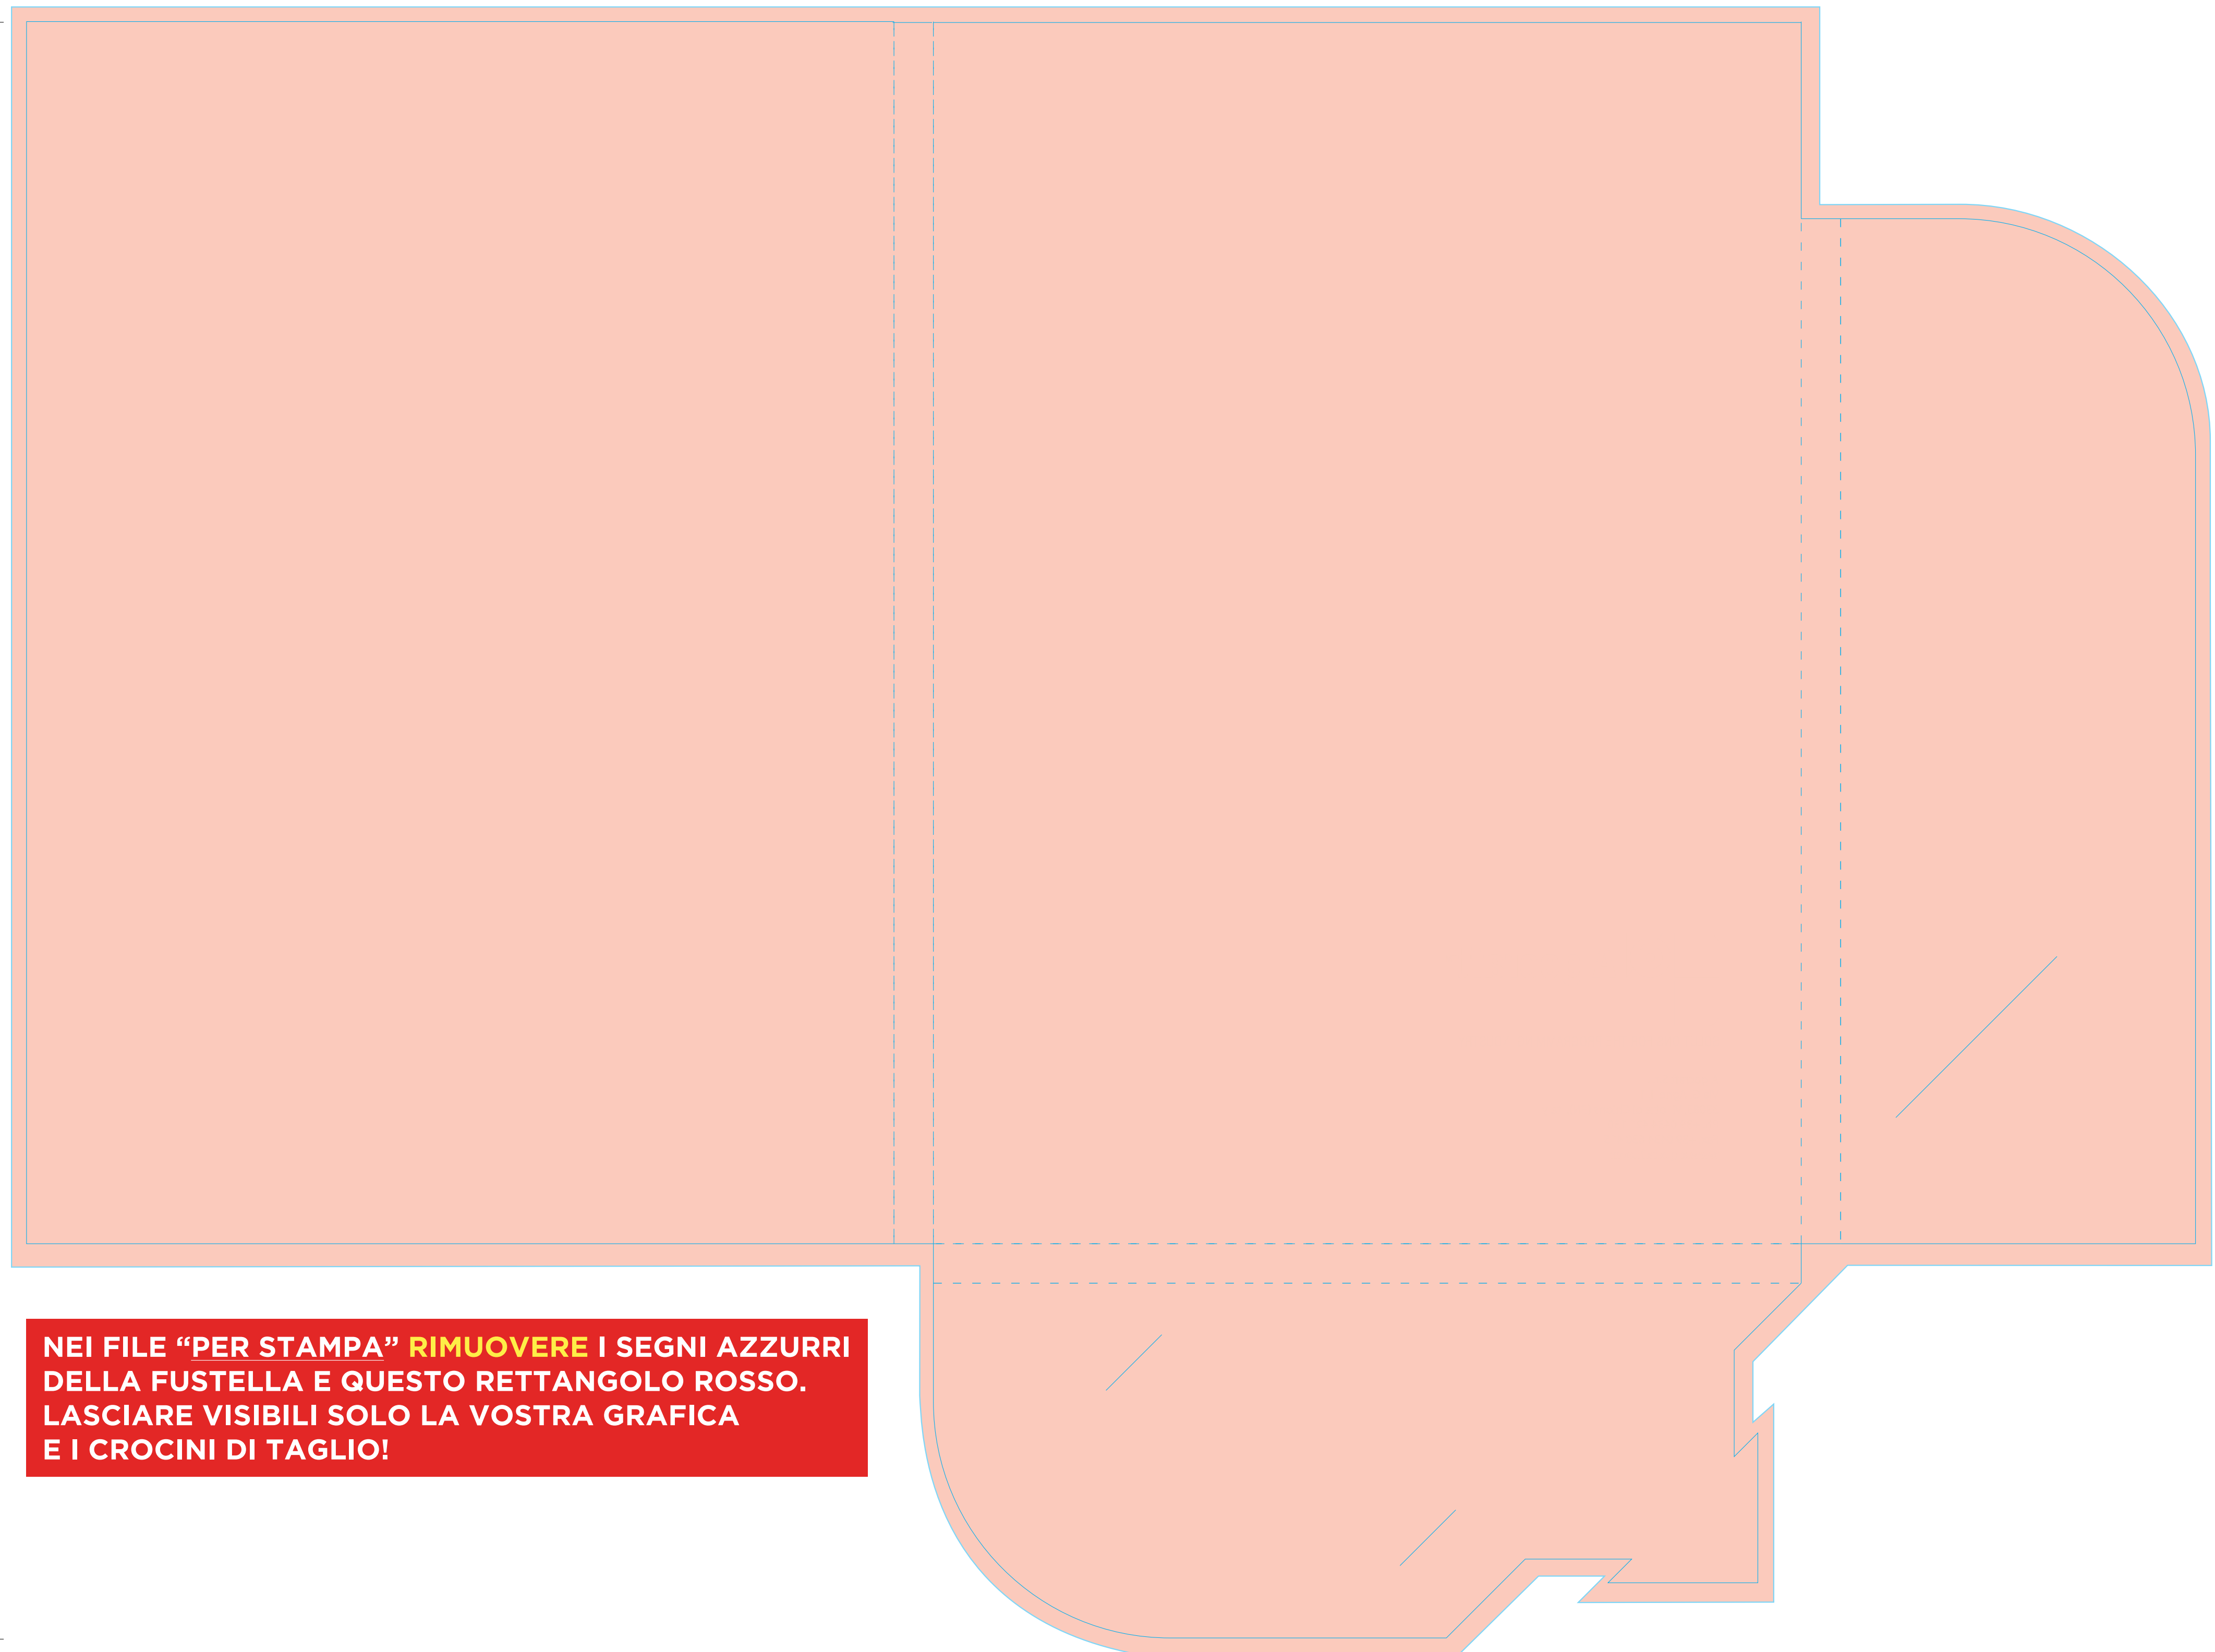 NEI FILE “PER STAMPA” RIMUOVERE I SEGNI AZZURRI
DELLA FUSTELLA E QUESTO RETTANGOLO ROSSO.
LASCIARE VISIBILI SOLO LA VOSTRA GRAFICA
E I CROCINI DI TAGLIO!